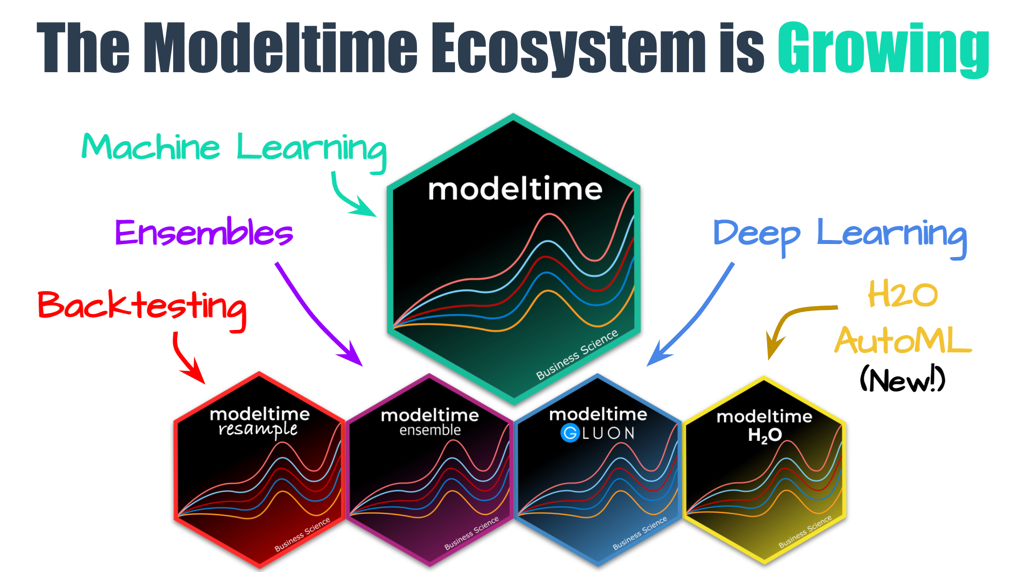 The Modeltime Ecosystem is Growing
Machine Learning
modeltime
Business Science
Ensembles
Deep Learning
Backtesting
H2O
AutoML
(New!)
modeltime
resample
Business Science
modeltime
ensemble
Business Science
modeltime
GLUON
Business Science
modeltime
H₂O
Business Science